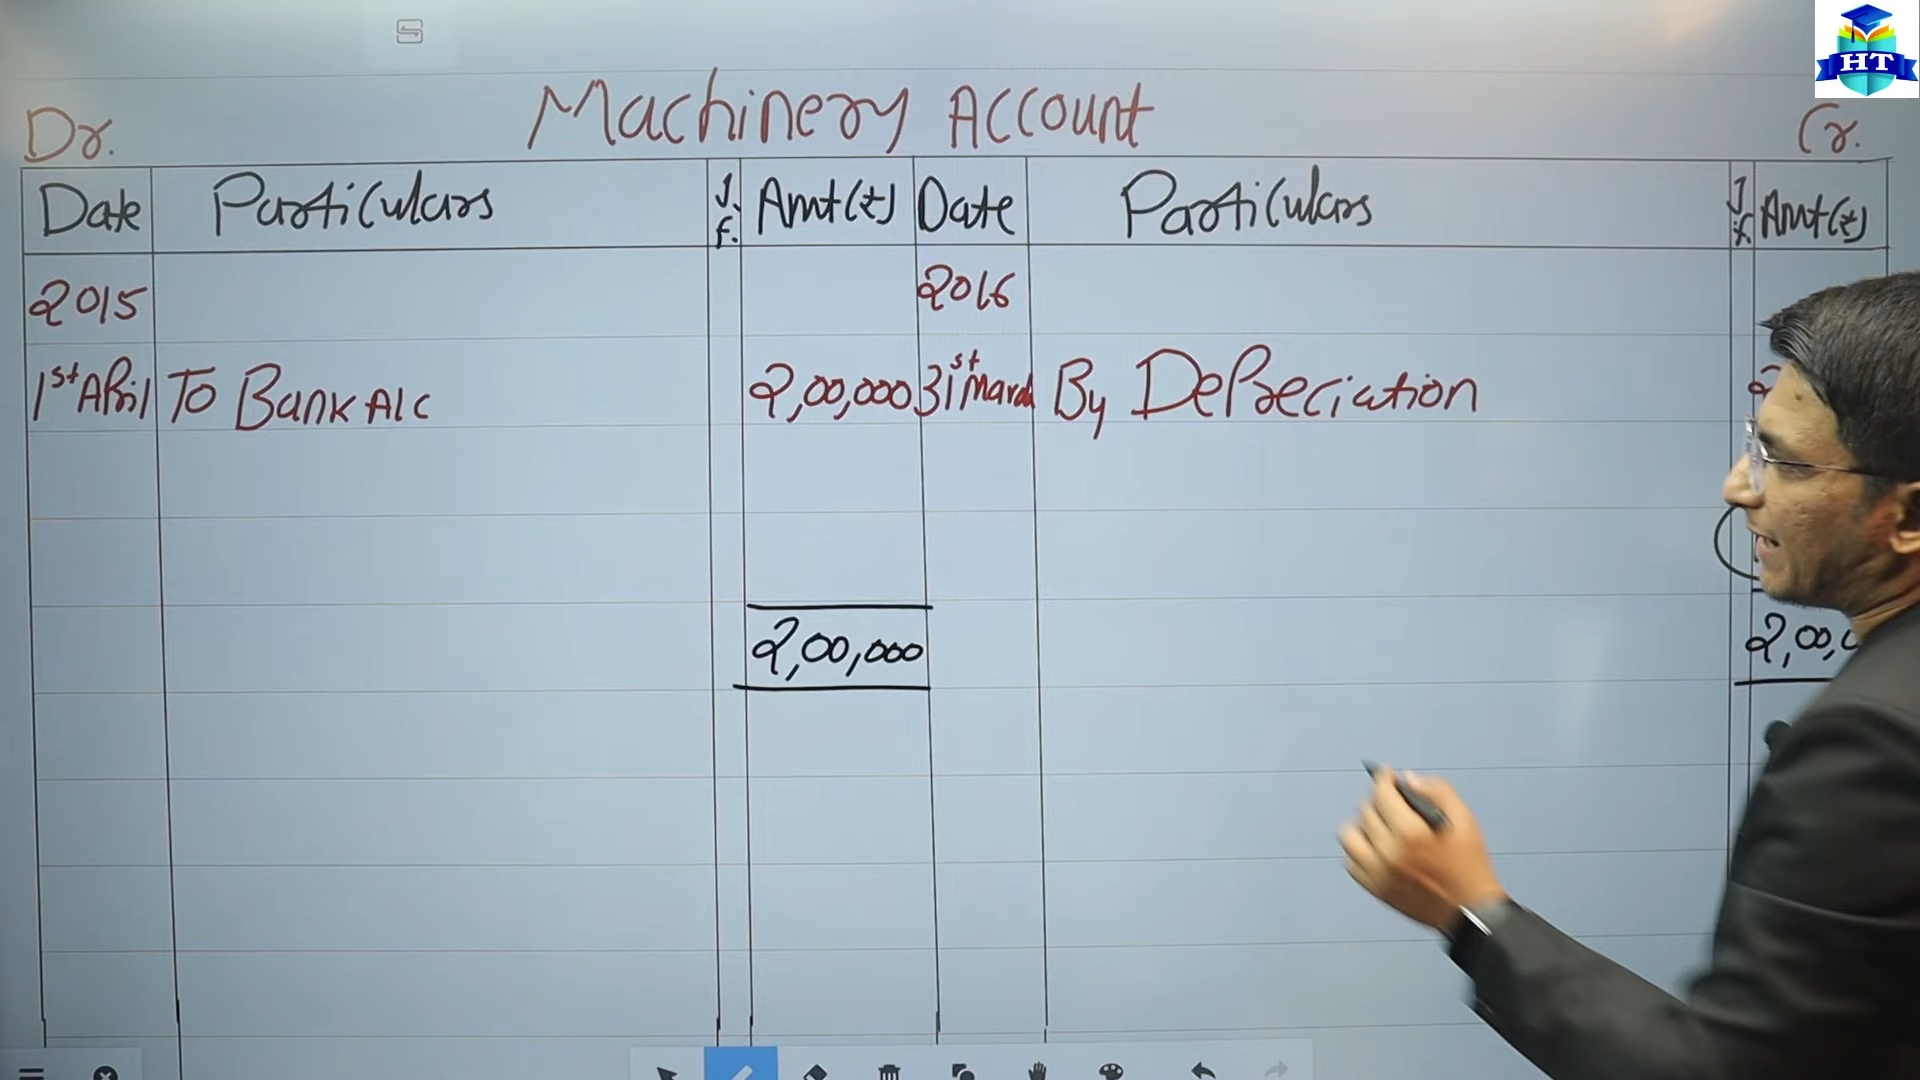 HT
Machinery Account
Dr.
Cr.
Date Particulars J.f. Amt(₹) Date Particulars J.f. Amt(₹)
2015 2016
1st April To Bank A/c 2,00,000 31st March By Depreciation
2,00,000